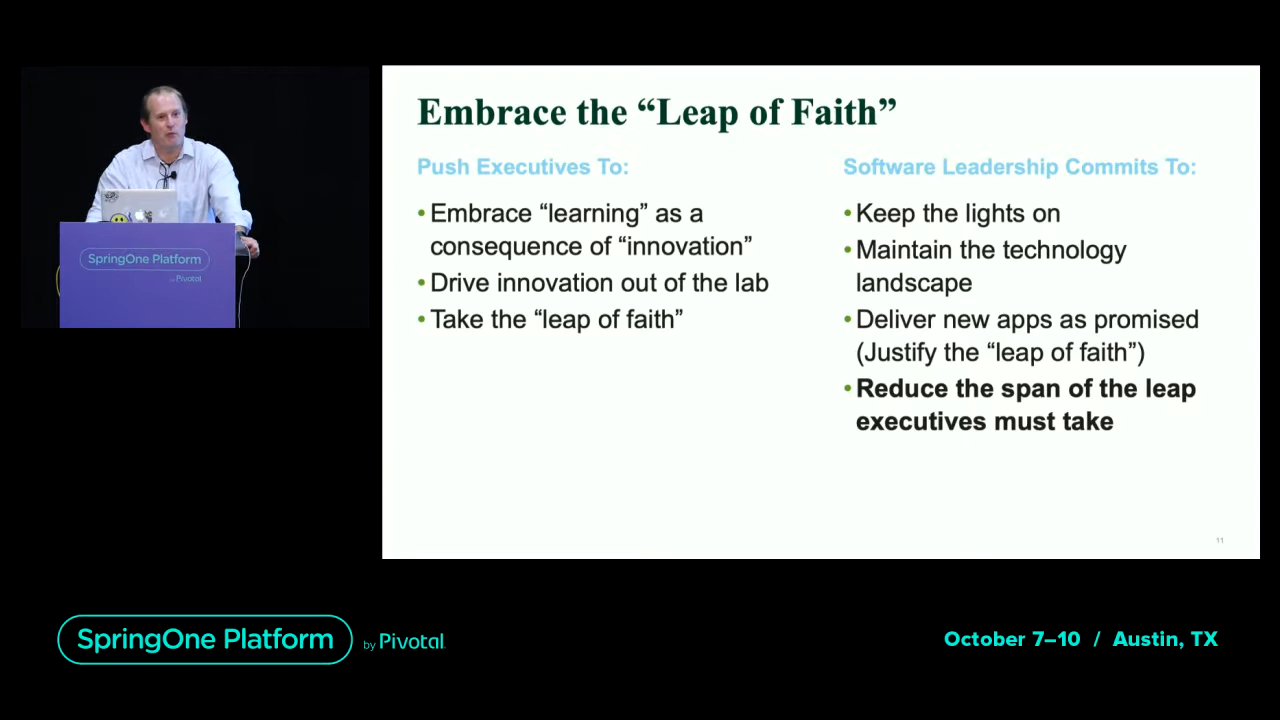 Embrace the “Leap of Faith”
Push Executives To:
•Embrace “learning” as a
consequence of “innovation”
•Drive innovation out of the lab
•Take the “leap of faith”
Software Leadership Commits To:
•Keep the lights on
•Maintain the technology
landscape
•Deliver new apps as promised
(Justify the “leap of faith”)
•Reduce the span of the leap
executives must take
11
SpringOne Platform
by Pivotal
SpringOne Platform by Pivotal
October 7–10 / Austin, TX